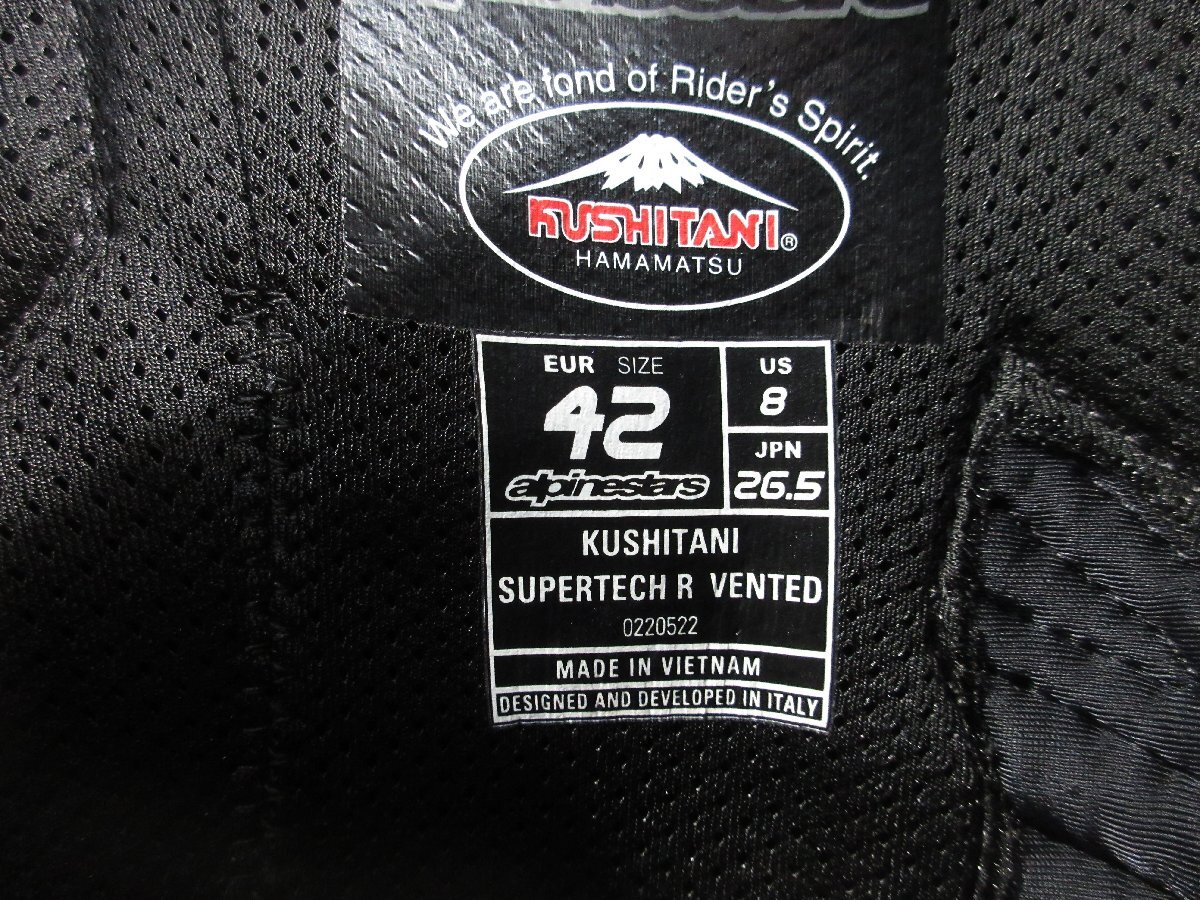 We are fond of Rider's Spirit.
KUSHITANI®
HAMAMATSU
EUR SIZE
42
alpinestars
US
8
JPN
26.5
KUSHITANI
SUPERTECH R VENTED
0220522
MADE IN VIETNAM
DESIGNED AND DEVELOPED IN ITALY